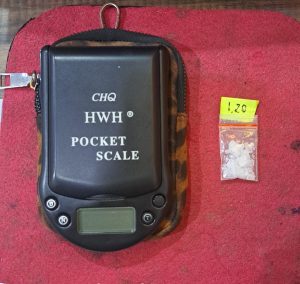 CHQ
HWH ®
POCKET
SCALE
1,20